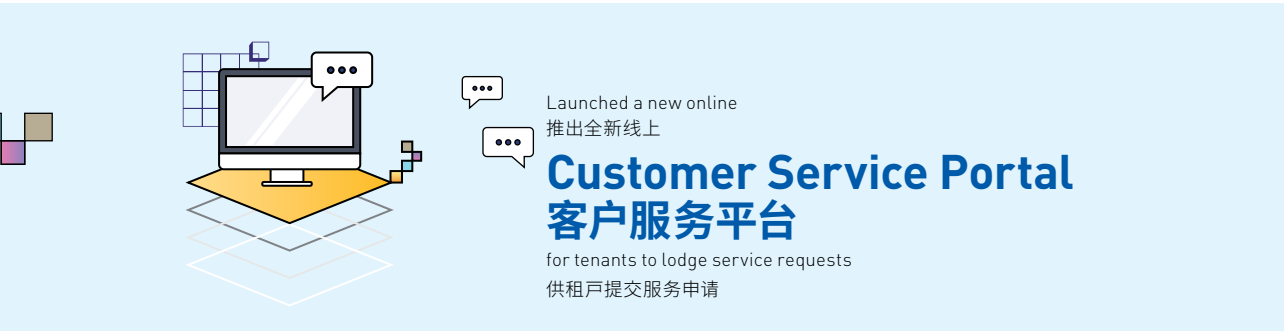 Launched a new online
推出全新线上
Customer Service Portal
客户服务平台
for tenants to lodge service requests
供租戸提交服务申请